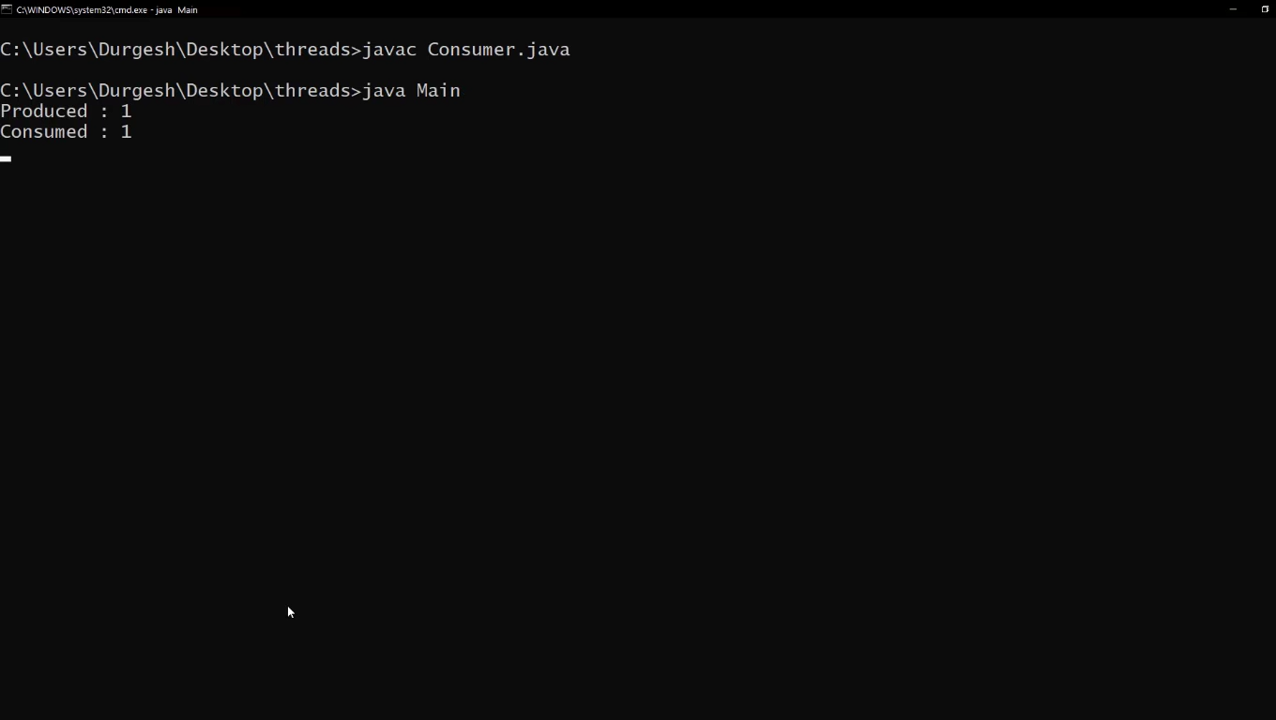 C:\WINDOWS\system32\cmd.exe - java  Main
C:\Users\Durgesh\Desktop\threads>javac Consumer.java
C:\Users\Durgesh\Desktop\threads>java Main
Produced : 1
Consumed : 1